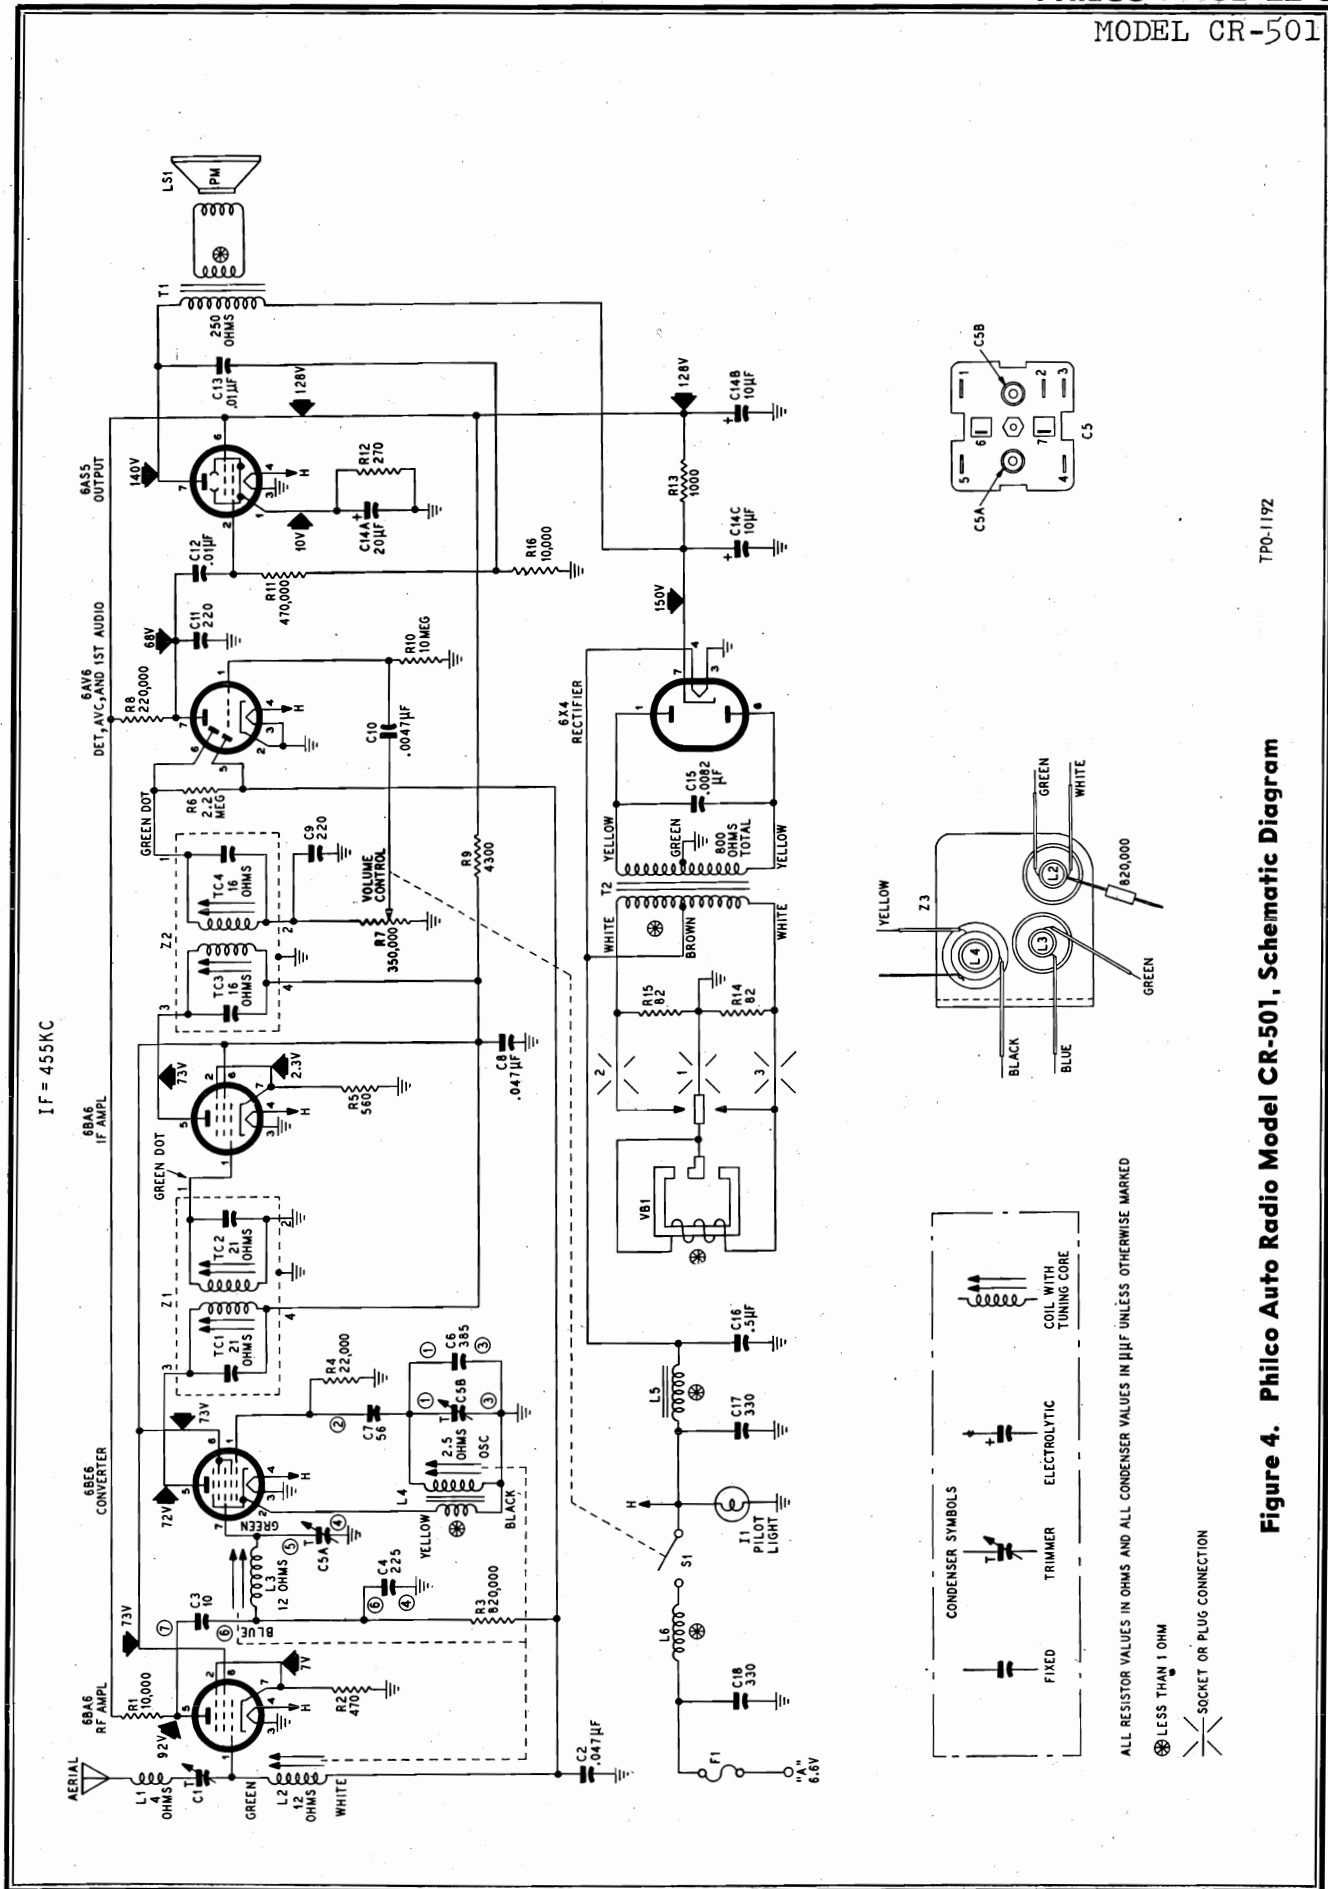 MODEL CR-501
IF = 455KC
AERIAL
L1
4
OHMS
C1
T
GREEN
L2
12
OHMS
WHITE
6BA6
RF AMPL
R1
10,000
92V
73V
7V
R2
470
C2
.047µF
C3
10
BLUE
L3
12 OHMS
GREEN
C5A
T
C4
225
R3
820,000
6BE6
CONVERTER
72V
73V
YELLOW
L4
BLACK
2.5
OHMS
OSC
C7
56
R4
22,000
T
C5B
C6
385
Z1
TC1
21
OHMS
TC2
21
OHMS
GREEN DOT
6BA6
IF AMPL
73V
2.3V
R5
560
C8
.047µF
Z2
TC3
16
OHMS
TC4
16
OHMS
GREEN DOT
C9
220
VOLUME
CONTROL
R7
350,000
R9
4300
R6
2.2
MEG
6AV6
DET, AVC, AND 1ST AUDIO
R8
220,000
68V
C11
220
C10
.0047µF
R10
10 MEG
C12
.01µF
R11
470,000
R16
10,000
6AS5
OUTPUT
140V
10V
C14A
20µF
R12
270
128V
C13
.01µF
250
OHMS
T1
LS1
PM
"A"
6.6V
F1
C18
330
L6
S1
H
I1
PILOT
LIGHT
C17
330
L5
C16
.5µF
VB1
2
1
3
R15
82
R14
82
WHITE
BROWN
WHITE
T2
YELLOW
GREEN
800
OHMS
TOTAL
YELLOW
C15
.0082
µF
6X4
RECTIFIER
150V
C14C
10µF
R13
1000
128V
C14B
10µF
CONDENSER SYMBOLS
FIXED
TRIMMER
ELECTROLYTIC
COIL WITH
TUNING CORE
ALL RESISTOR VALUES IN OHMS AND ALL CONDENSER VALUES IN µµF UNLESS OTHERWISE MARKED
LESS THAN 1 OHM
SOCKET OR PLUG CONNECTION
BLACK
BLUE
YELLOW
Z3
L4
L3
L2
GREEN
GREEN
WHITE
820,000
C5A
C5B
C5
5
6
1
4
7
2
3
TPO-1192
Figure 4. Philco Auto Radio Model CR-501, Schematic Diagram